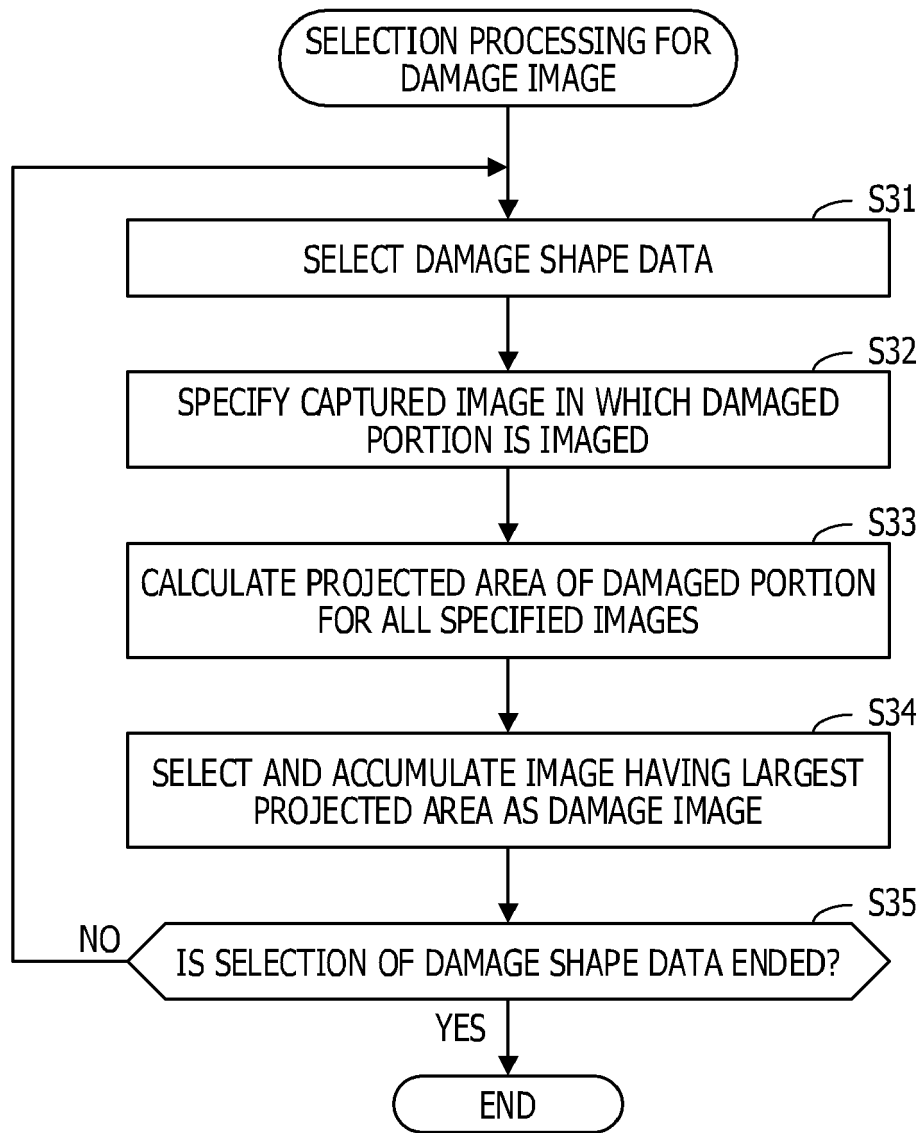 SELECTION PROCESSING FOR
DAMAGE IMAGE
S31
SELECT DAMAGE SHAPE DATA
S32
SPECIFY CAPTURED IMAGE IN WHICH DAMAGED
PORTION IS IMAGED
S33
CALCULATE PROJECTED AREA OF DAMAGED PORTION
FOR ALL SPECIFIED IMAGES
S34
SELECT AND ACCUMULATE IMAGE HAVING LARGEST
PROJECTED AREA AS DAMAGE IMAGE
S35
NO
IS SELECTION OF DAMAGE SHAPE DATA ENDED?
YES
END